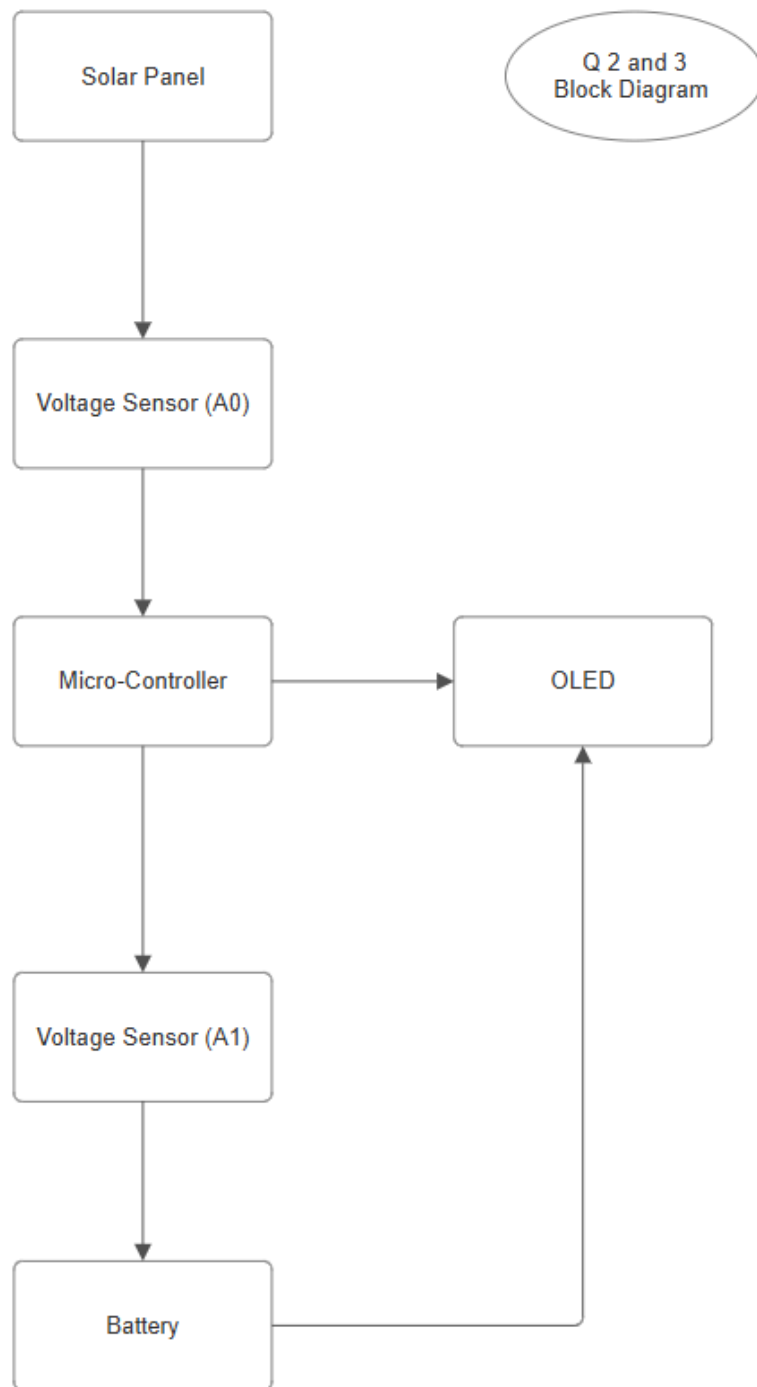 Solar Panel
Q 2 and 3
Block Diagram
Voltage Sensor (A0)
Micro-Controller
OLED
Voltage Sensor (A1)
Battery